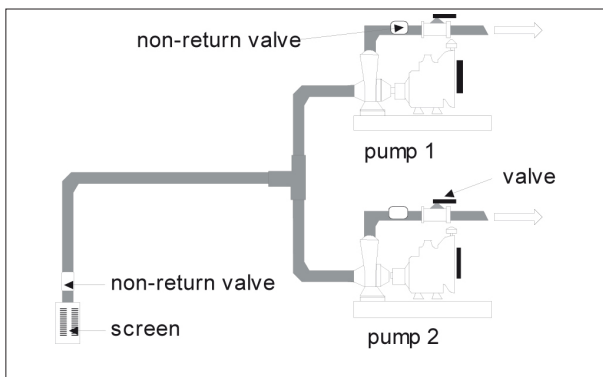 non-return valve
pump 1
valve
non-return valve
screen
pump 2